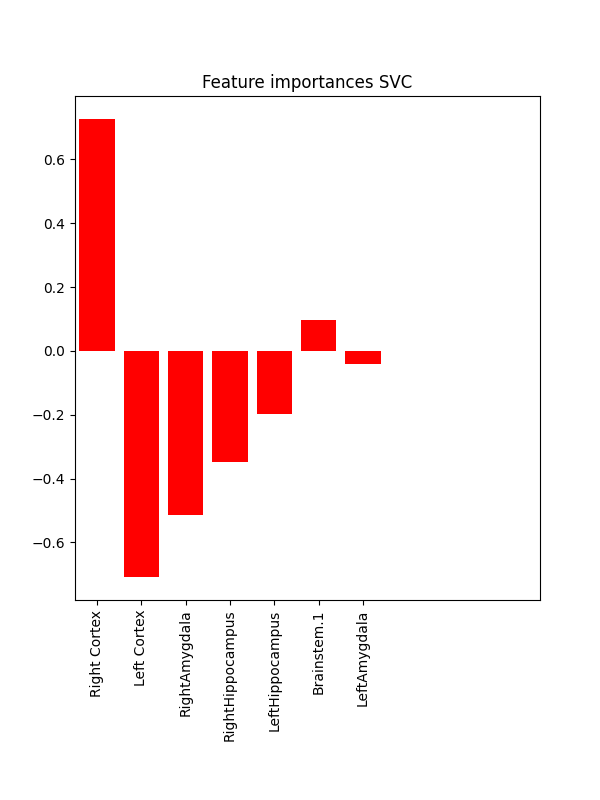 Feature importances SVC
0.6
0.4
0.2
0.0
−0.2
−0.4
−0.6
Right Cortex
Left Cortex
RightAmygdala
RightHippocampus
LeftHippocampus
Brainstem.1
LeftAmygdala